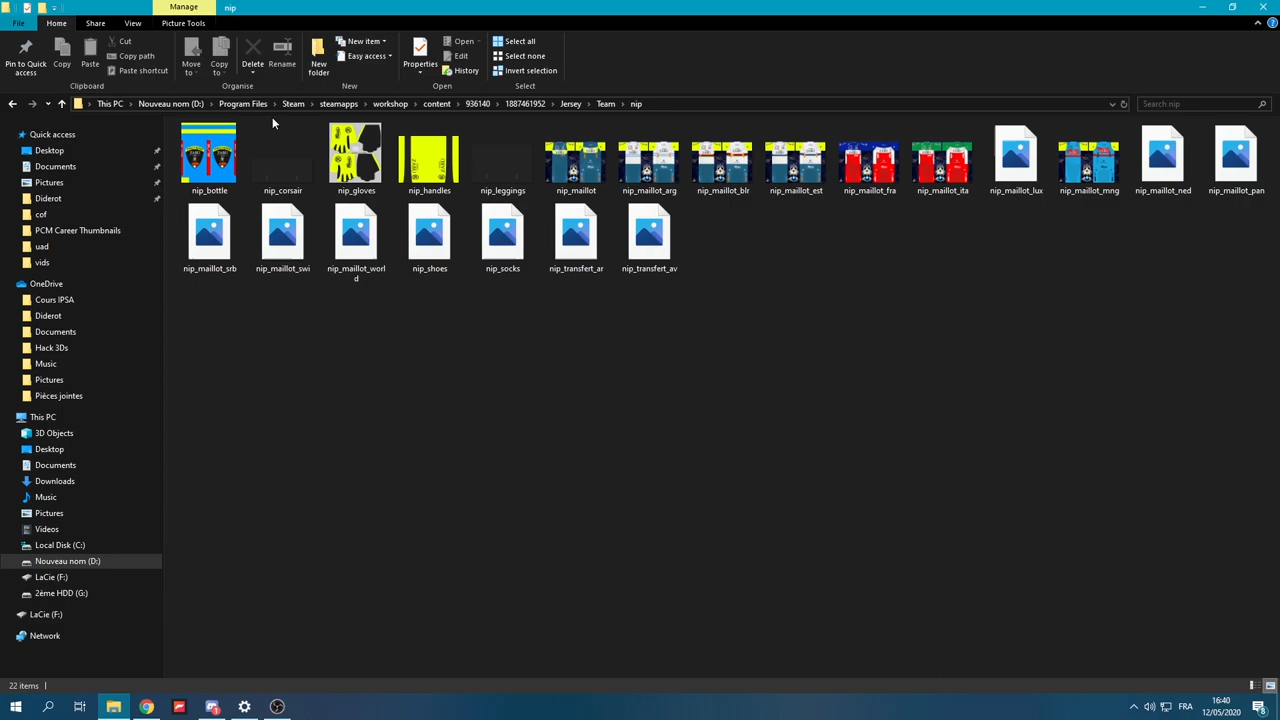 Manage
nip
File
Home
Share
View
Picture Tools
Pin to Quick access
Copy
Paste
Cut
Copy path
Paste shortcut
Clipboard
Move to
Copy to
Delete
Rename
Organise
New folder
New item
Easy access
New
Properties
Open
Edit
History
Open
Select all
Select none
Invert selection
Select
This PC > Nouveau nom (D:) > Program Files > Steam > steamapps > workshop > content > 936140 > 1887461952 > Jersey > Team > nip
Search nip
Quick access
Desktop
Documents
Pictures
Diderot
cof
PCM Career Thumbnails
uad
vids
OneDrive
Cours IPSA
Diderot
Documents
Hack 3Ds
Music
Pictures
Pièces jointes
This PC
3D Objects
Desktop
Documents
Downloads
Music
Pictures
Videos
Local Disk (C:)
Nouveau nom (D:)
LaCie (F:)
2ème HDD (G:)
LaCie (F:)
Network
nip_bottle
nip_corsair
nip_gloves
nip_handles
nip_leggings
nip_maillot
nip_maillot_arg
nip_maillot_blr
nip_maillot_est
nip_maillot_fra
nip_maillot_ita
nip_maillot_lux
nip_maillot_mng
nip_maillot_ned
nip_maillot_pan
nip_maillot_srb
nip_maillot_swi
nip_maillot_worl
d
nip_shoes
nip_socks
nip_transfert_ar
nip_transfert_av
22 items
FRA
16:40
12/05/2020
8